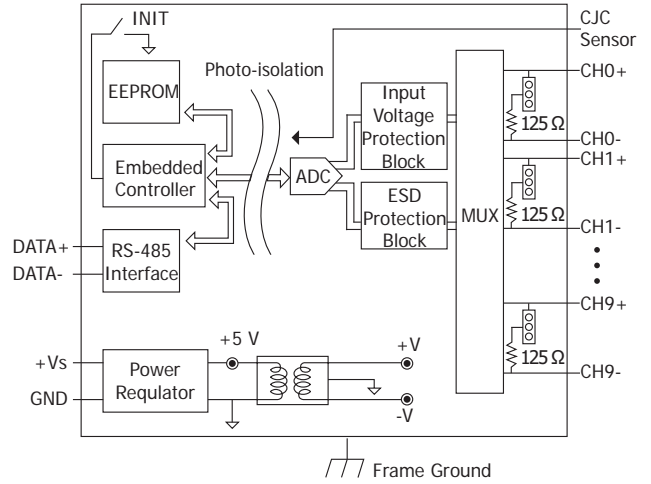 INIT
CJC
Sensor
EEPROM
Photo-isolation
Input
Voltage
Protection
Block
CH0+
125 Ω
CH0-
Embedded
Controller
ADC
ESD
Protection
Block
MUX
CH1+
125 Ω
CH1-
DATA+
DATA-
RS-485
Interface
CH9+
125 Ω
CH9-
+Vs
GND
Power
Requlator
+5 V
+V
-V
Frame Ground